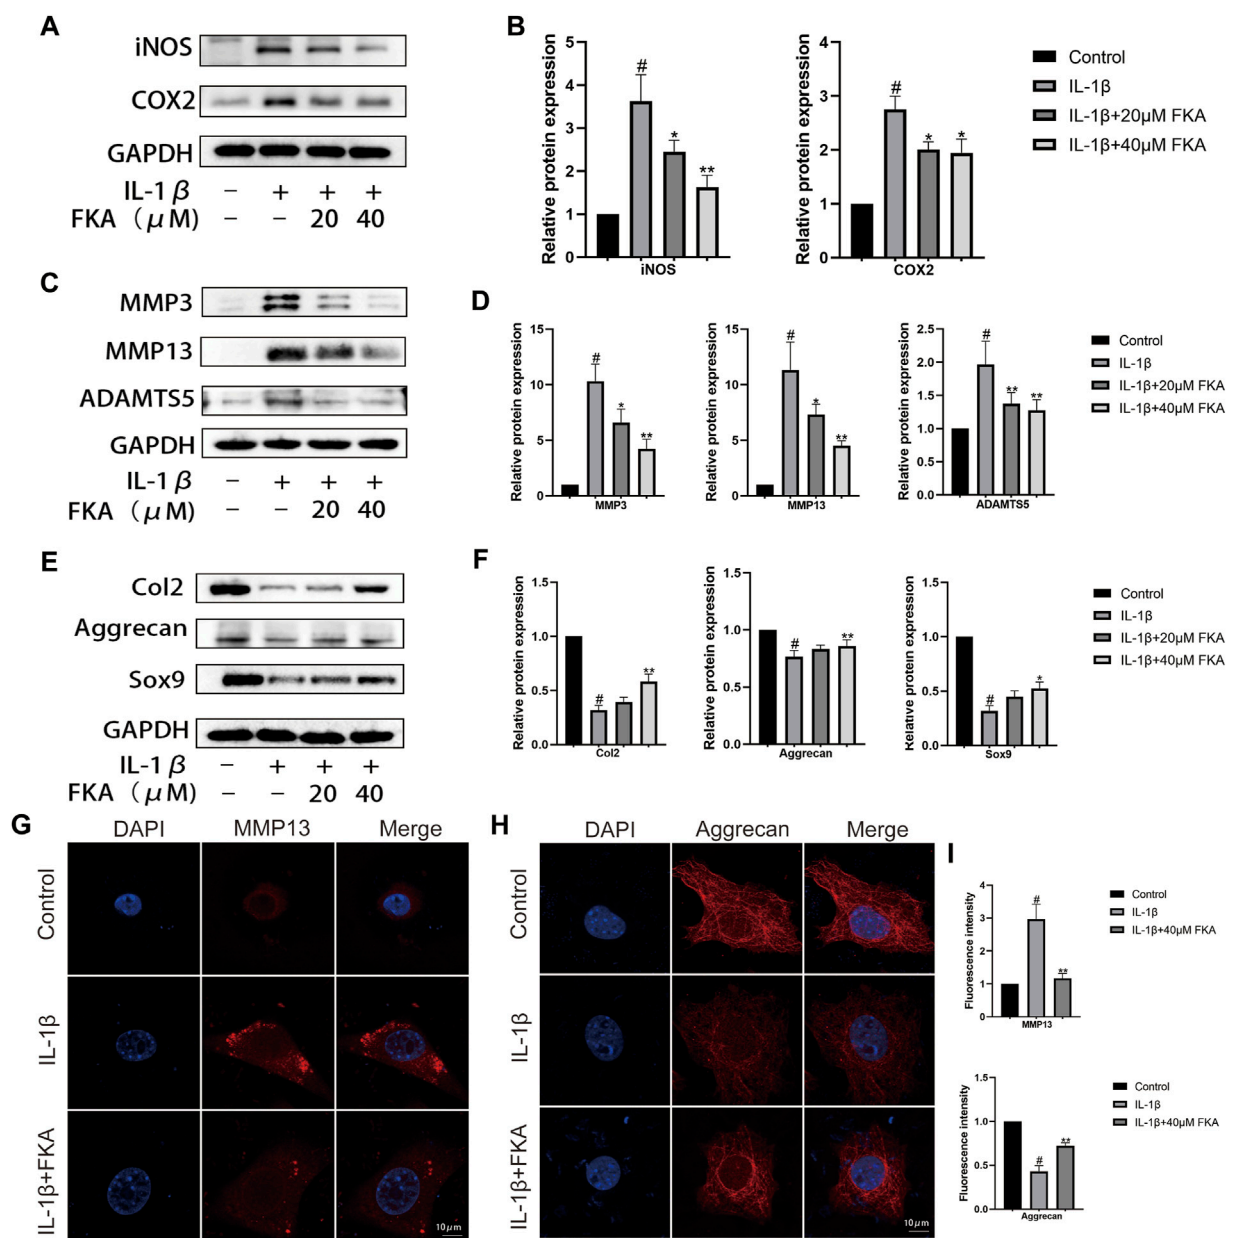 A
iNOS
COX2
GAPDH
IL-1 β – + + +
FKA (μM) – – 20 40
B
Relative protein expression
5
4
3
2
1
0
#
*
**
iNOS
Relative protein expression
4
3
2
1
0
#
*
*
COX2
Control
IL-1β
IL-1β+20μM FKA
IL-1β+40μM FKA
C
MMP3
MMP13
ADAMTS5
GAPDH
IL-1 β – + + +
FKA (μM) – – 20 40
D
Relative protein expression
15
10
5
0
#
*
**
MMP3
Relative protein expression
15
10
5
0
#
*
**
MMP13
Relative protein expression
2.5
2.0
1.5
1.0
0.5
0.0
#
**
**
ADAMTS5
Control
IL-1β
IL-1β+20μM FKA
IL-1β+40μM FKA
E
Col2
Aggrecan
Sox9
GAPDH
IL-1 β – + + +
FKA (μM) – – 20 40
F
Relative protein expression
1.5
1.0
0.5
0.0
#
**
Col2
Relative protein expression
1.5
1.0
0.5
0.0
#
**
Aggrecan
Relative protein expression
1.5
1.0
0.5
0.0
#
*
Sox9
Control
IL-1β
IL-1β+20μM FKA
IL-1β+40μM FKA
G
DAPI MMP13 Merge
Control
IL-1β
IL-1β+FKA
10μm
H
DAPI Aggrecan Merge
Control
IL-1β
IL-1β+FKA
10μm
I
Fluorescence intensity
4
3
2
1
0
#
**
MMP13
Control
IL-1β
IL-1β+40μM FKA
Fluorescence intensity
1.5
1.0
0.5
0.0
#
**
Aggrecan
Control
IL-1β
IL-1β+40μM FKA